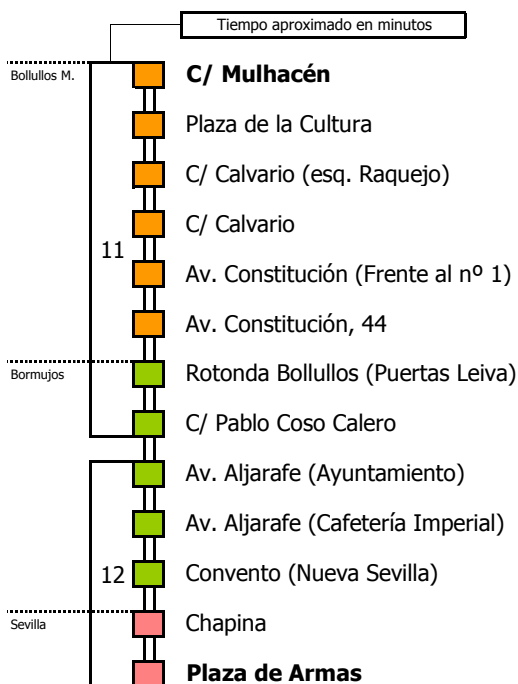 Tiempo aproximado en minutos
Bollullos M.
C/ Mulhacén
Plaza de la Cultura
C/ Calvario (esq. Raquejo)
C/ Calvario
11
Av. Constitución (Frente al nº 1)
Av. Constitución, 44
Bormujos
Rotonda Bollullos (Puertas Leiva)
C/ Pablo Coso Calero
Av. Aljarafe (Ayuntamiento)
Av. Aljarafe (Cafetería Imperial)
12
Convento (Nueva Sevilla)
Sevilla
Chapina
Plaza de Armas